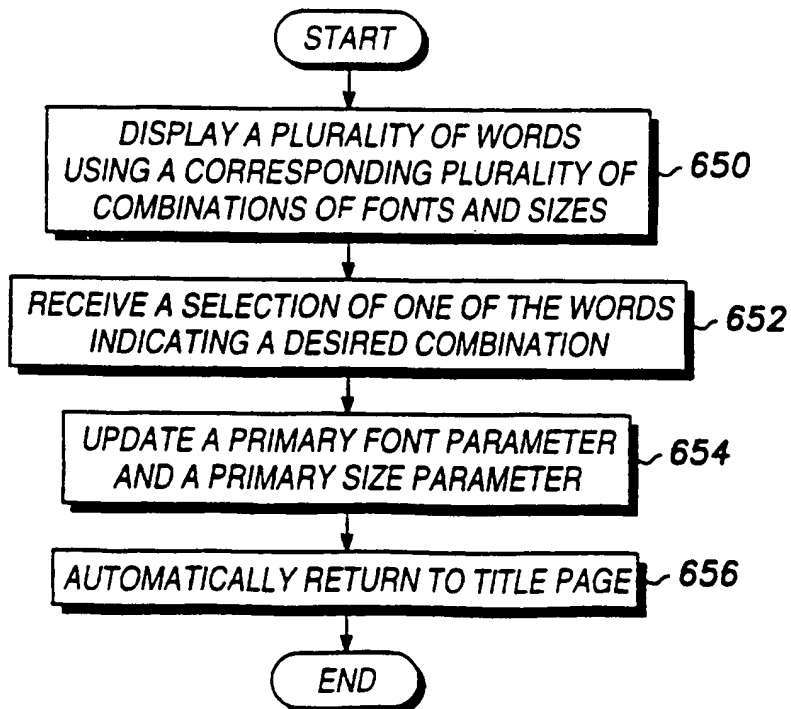 START
DISPLAY A PLURALITY OF WORDS
USING A CORRESPONDING PLURALITY OF
COMBINATIONS OF FONTS AND SIZES
650
RECEIVE A SELECTION OF ONE OF THE WORDS
INDICATING A DESIRED COMBINATION
652
UPDATE A PRIMARY FONT PARAMETER
AND A PRIMARY SIZE PARAMETER
654
AUTOMATICALLY RETURN TO TITLE PAGE
656
END